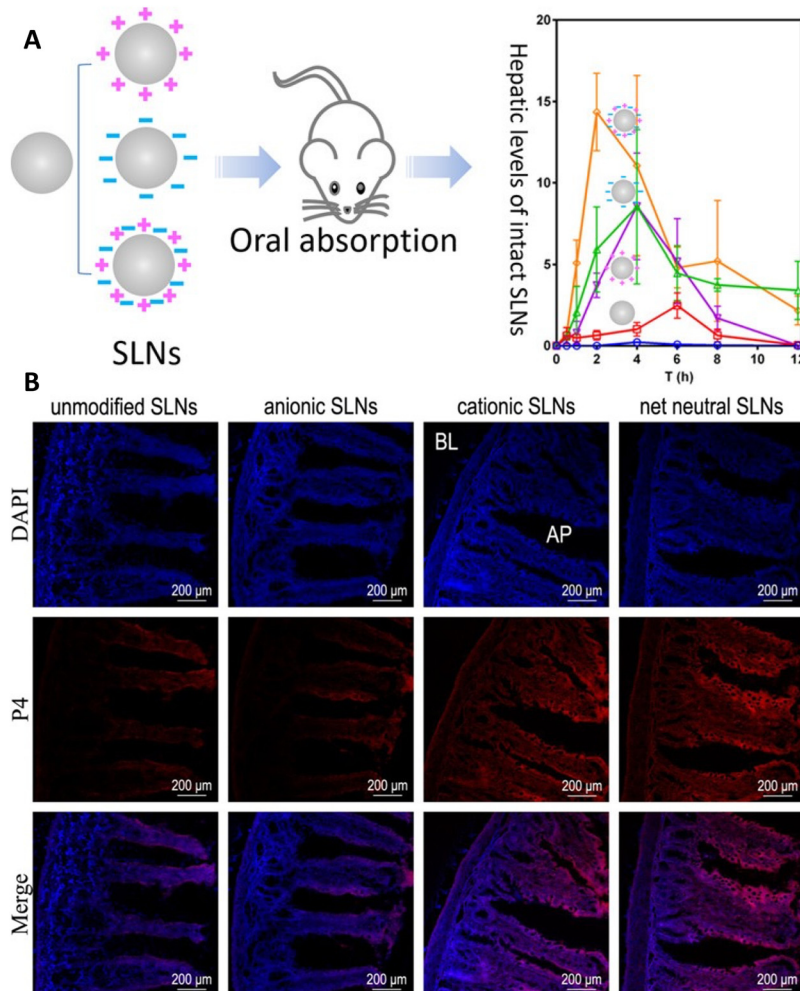 A
SLNs
Oral absorption
Hepatic levels of intact SLNs
20
15
10
5
0
0 2 4 6 8 10 12
T (h)
B
unmodified SLNs anionic SLNs cationic SLNs net neutral SLNs
DAPI
BL
AP
200 µm 200 µm 200 µm 200 µm
P4
200 µm 200 µm 200 µm 200 µm
Merge
200 µm 200 µm 200 µm 200 µm